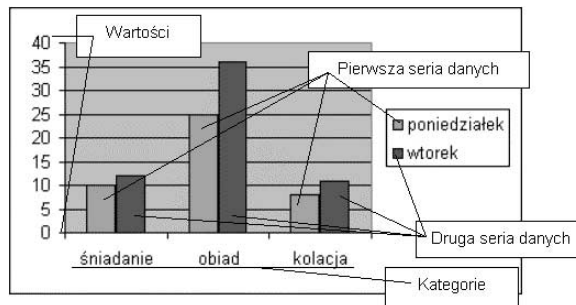 Wartości
40
35
30
25
20
15
10
5
0
Pierwsza seria danych
poniedziałek
wtorek
Druga seria danych
śniadanie obiad kolacja
Kategorie